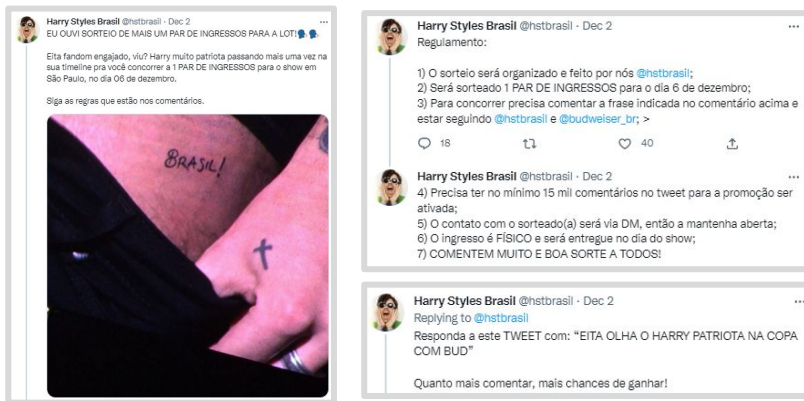 Harry Styles Brasil @hstbrasil · Dec 2
EU OUVI SORTEIO DE MAIS UM PAR DE INGRESSOS PARA A LOT!🗣🗣
Eita fandom engajado, viu? Harry muito patriota passando mais uma vez na
sua timeline pra você concorrer a 1 PAR DE INGRESSOS para o show em
São Paulo, no dia 06 de dezembro.
Siga as regras que estão nos comentários.
BRASIL!
Harry Styles Brasil @hstbrasil · Dec 2
Regulamento:
1) O sorteio será organizado e feito por nós @hstbrasil;
2) Será sorteado 1 PAR DE INGRESSOS para o dia 6 de dezembro;
3) Para concorrer precisa comentar a frase indicada no comentário acima e
estar seguindo @hstbrasil e @budweiser_br; >
18 40
Harry Styles Brasil @hstbrasil · Dec 2
4) Precisa ter no mínimo 15 mil comentários no tweet para a promoção ser
ativada;
5) O contato com o sorteado(a) será via DM, então a mantenha aberta;
6) O ingresso é FÍSICO e será entregue no dia do show;
7) COMENTEM MUITO E BOA SORTE A TODOS!
Harry Styles Brasil @hstbrasil · Dec 2
Replying to @hstbrasil
Responda a este TWEET com: “EITA OLHA O HARRY PATRIOTA NA COPA
COM BUD”
Quanto mais comentar, mais chances de ganhar!